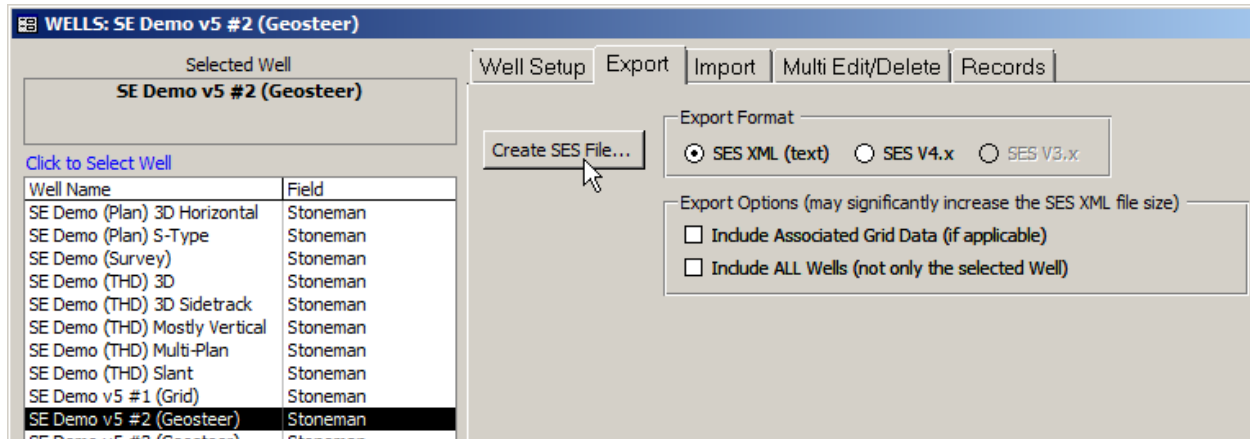 WELLS: SE Demo v5 #2 (Geosteer)
Selected Well
SE Demo v5 #2 (Geosteer)
Click to Select Well
Well Name Field
SE Demo (Plan) 3D Horizontal Stoneman
SE Demo (Plan) S-Type Stoneman
SE Demo (Survey) Stoneman
SE Demo (THD) 3D Stoneman
SE Demo (THD) 3D Sidetrack Stoneman
SE Demo (THD) Mostly Vertical Stoneman
SE Demo (THD) Multi-Plan Stoneman
SE Demo (THD) Slant Stoneman
SE Demo v5 #1 (Grid) Stoneman
SE Demo v5 #2 (Geosteer) Stoneman
Well Setup Export Import Multi Edit/Delete Records
Create SES File...
Export Format
SES XML (text) SES V4.x SES V3.x
Export Options (may significantly increase the SES XML file size)
Include Associated Grid Data (if applicable)
Include ALL Wells (not only the selected Well)